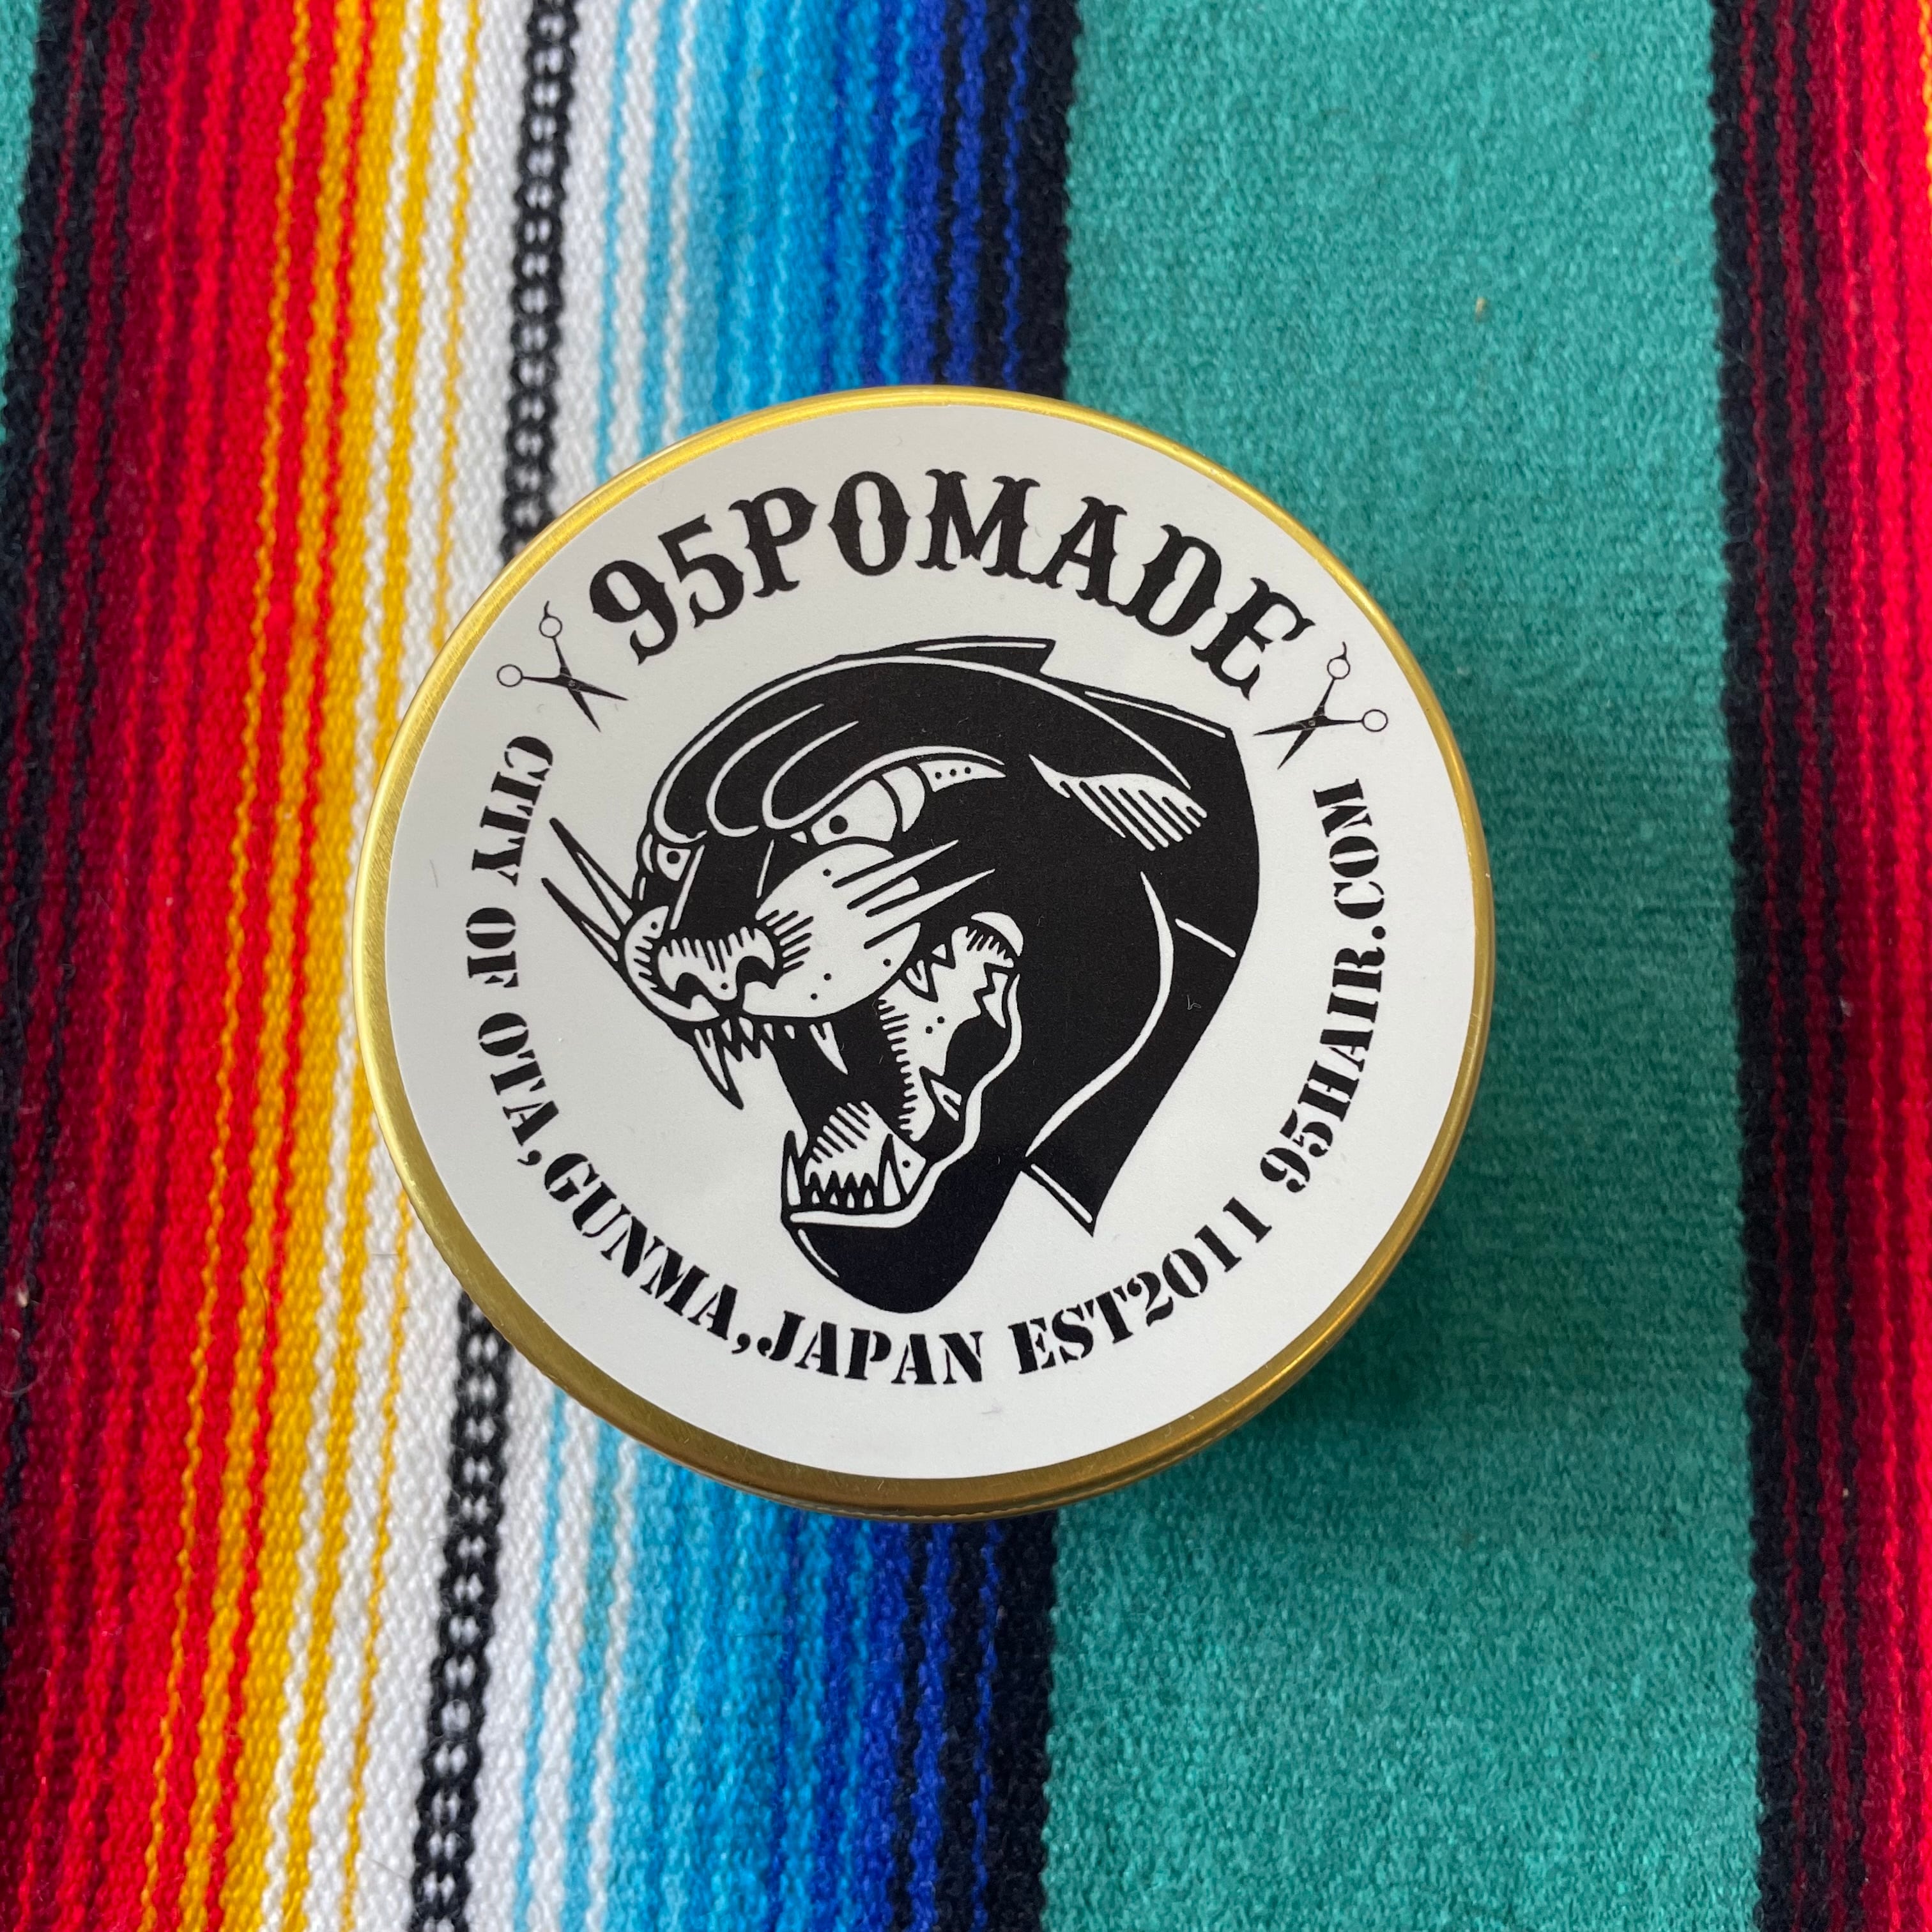 95POMADE
CITY OF OTA,GUNMA,JAPAN EST2011 95HAIR.COM